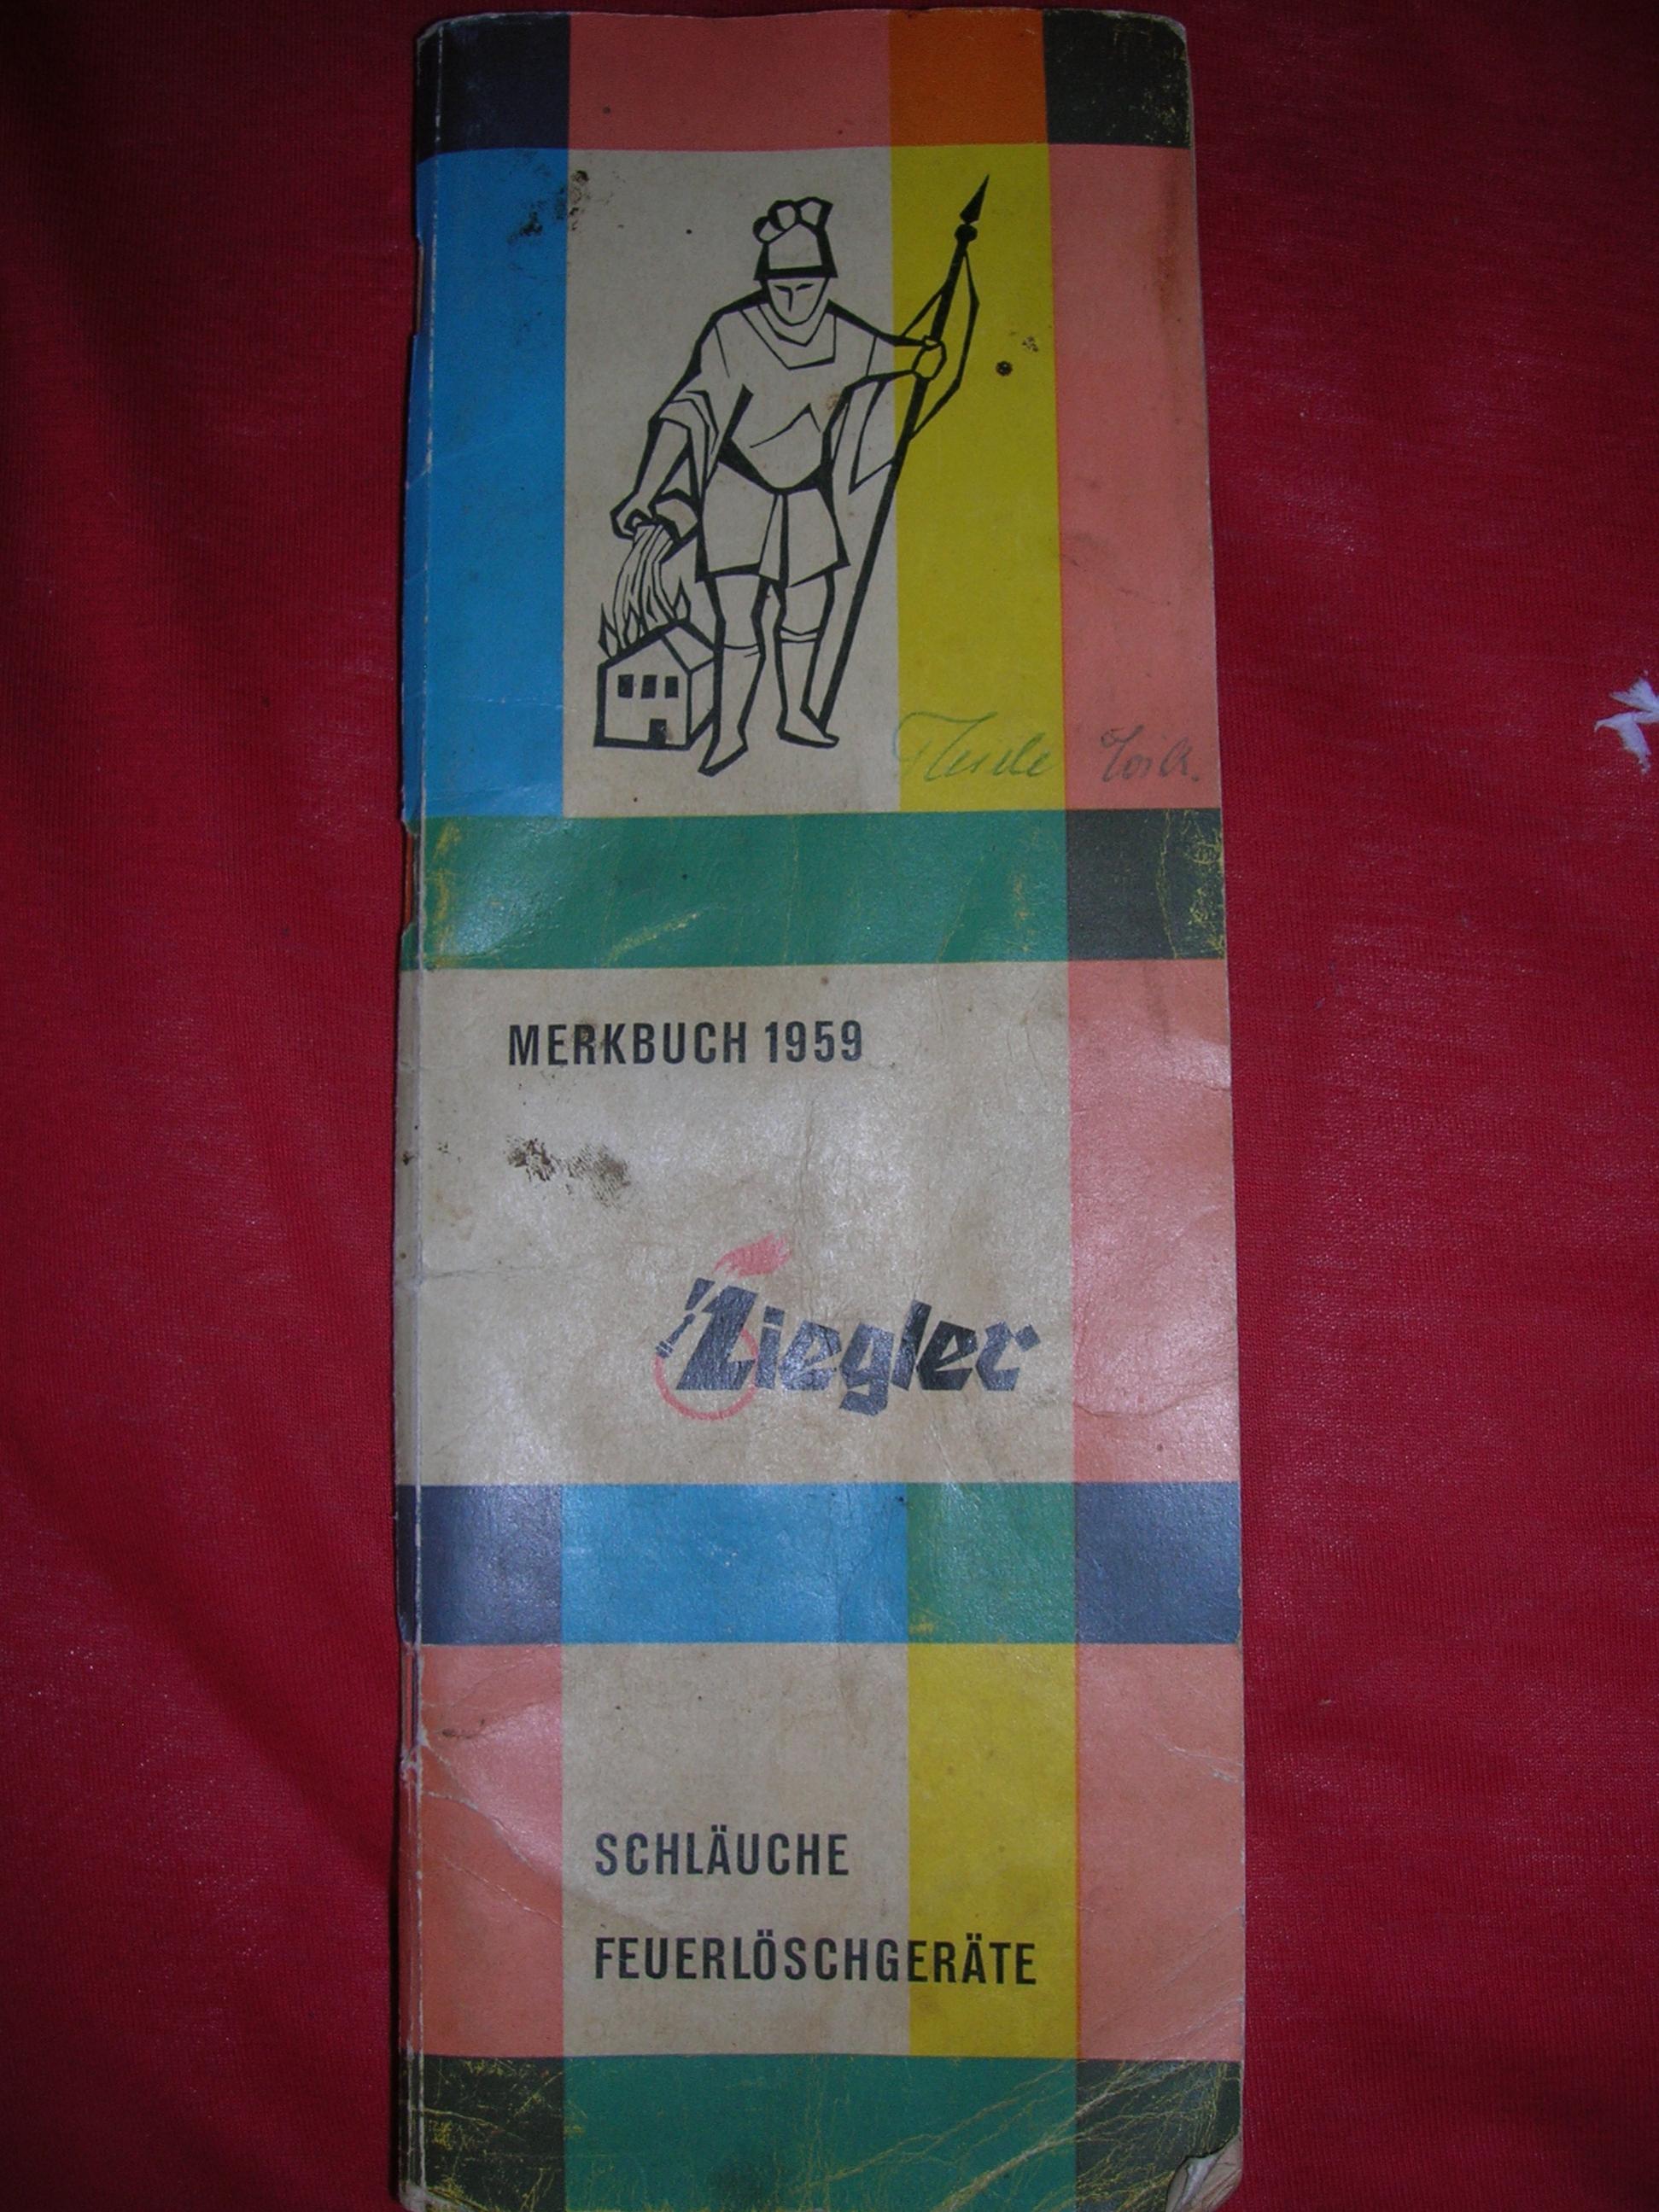 MERKBUCH 1959
Ziegler
SCHLÄUCHE
FEUERLÖSCHGERÄTE